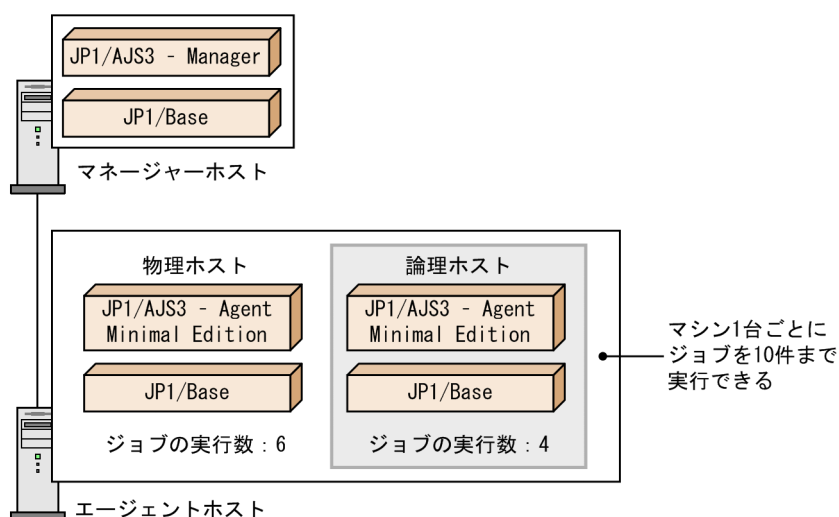 JP1/AJS3 - Manager
JP1/Base
マネージャーホスト
物理ホスト
JP1/AJS3 - Agent
Minimal Edition
JP1/Base
ジョブの実行数：6
論理ホスト
JP1/AJS3 - Agent
Minimal Edition
JP1/Base
ジョブの実行数：4
マシン1台ごとに
ジョブを10件まで
実行できる
エージェントホスト